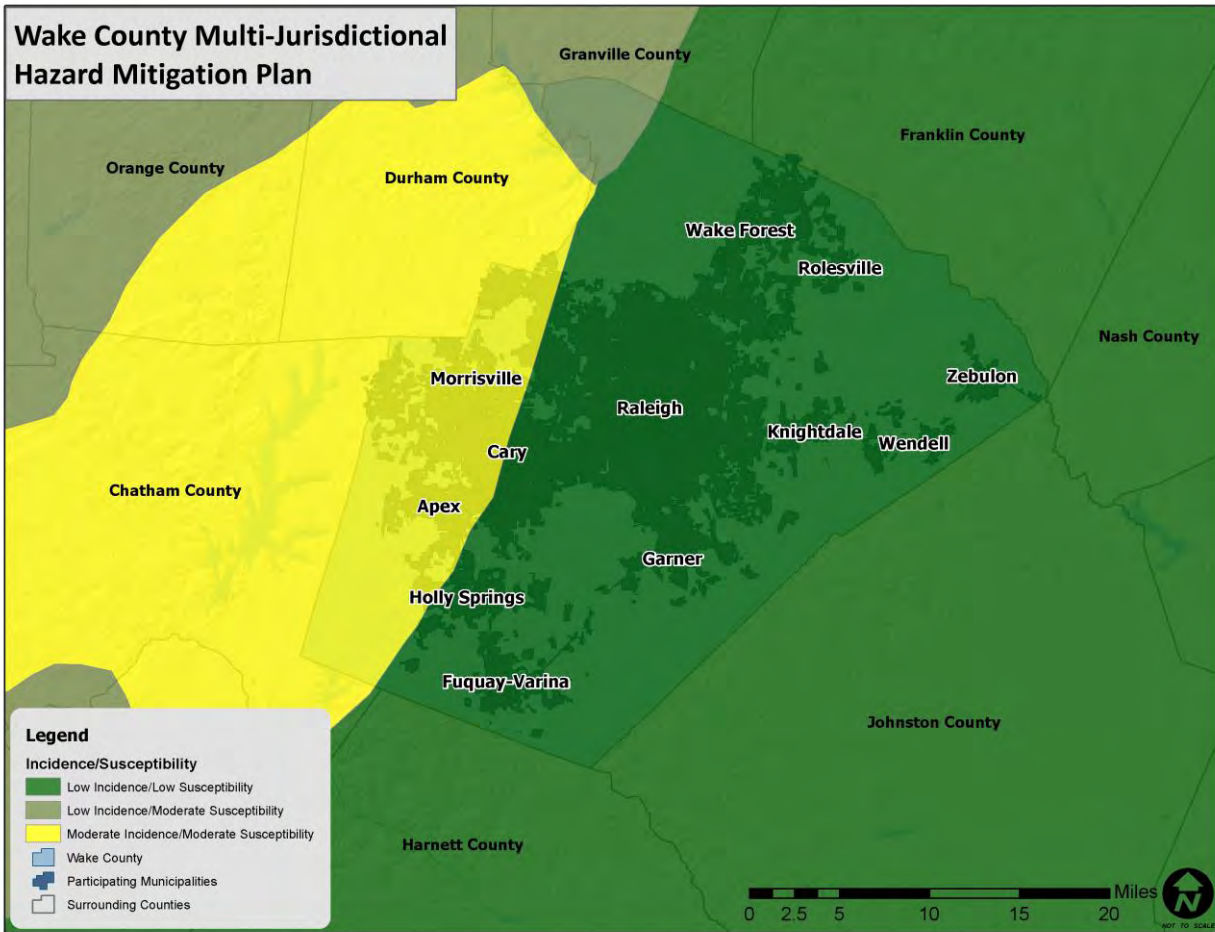 Wake County Multi-Jurisdictional
Hazard Mitigation Plan
Granville County
Franklin County
Orange County
Durham County
Wake Forest
Rolesville
Nash County
Morrisville
Zebulon
Raleigh
Knightdale
Wendell
Cary
Chatham County
Apex
Garner
Holly Springs
Fuquay-Varina
Johnston County
Harnett County
Legend
Incidence/Susceptibility
Low Incidence/Low Susceptibility
Low Incidence/Moderate Susceptibility
Moderate Incidence/Moderate Susceptibility
Wake County
Participating Municipalities
Surrounding Counties
Miles
0 2.5 5 10 15 20
N
NOT TO SCALE